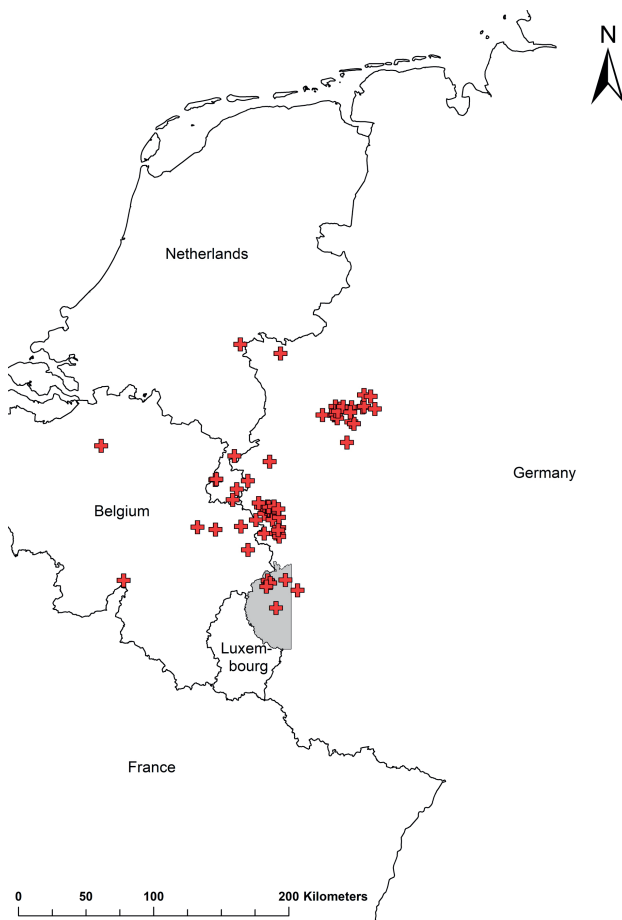 N
Netherlands
Germany
Belgium
Luxem-
bourg
France
0 50 100 200 Kilometers